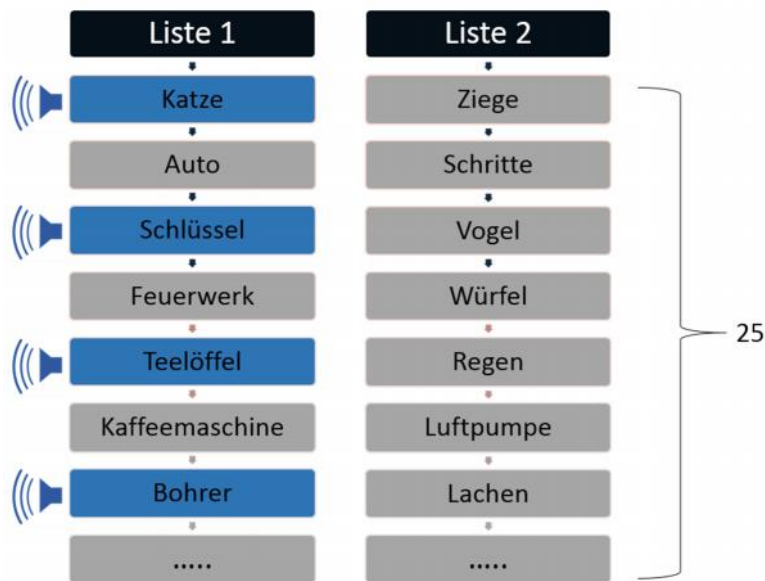 Liste 1
Katze
Auto
Schlüssel
Feuerwerk
Teelöffel
Kaffeemaschine
Bohrer
.....
Liste 2
Ziege
Schritte
Vogel
Würfel
Regen
Luftpumpe
Lachen
.....
25